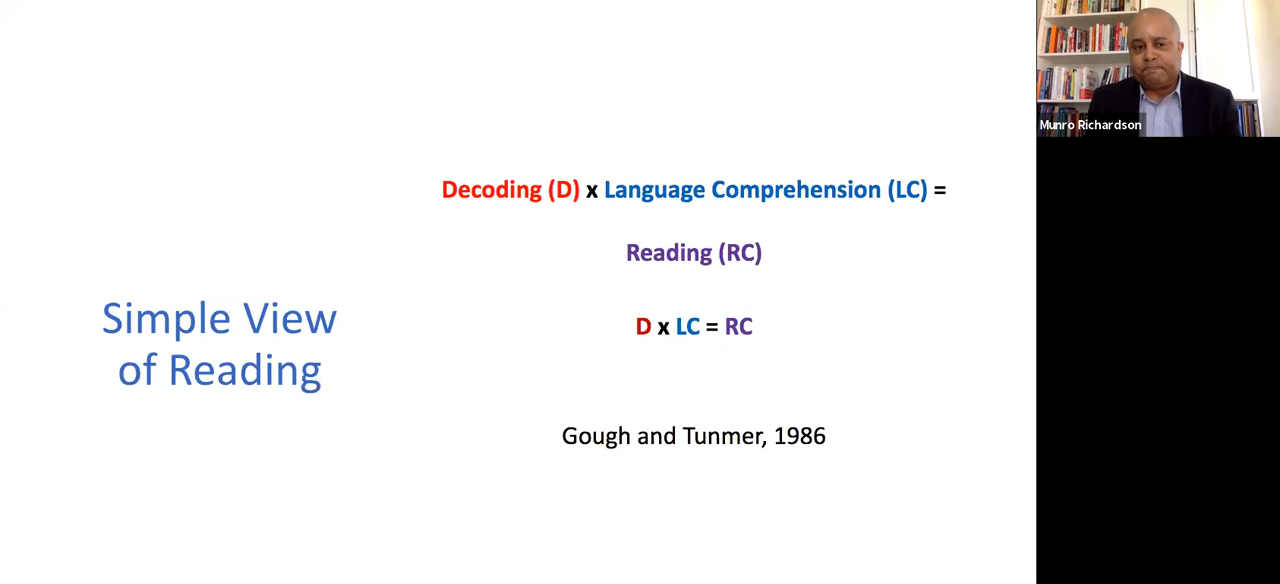 Simple View
of Reading
Decoding (D) x Language Comprehension (LC) =
Reading (RC)
D x LC = RC
Gough and Tunmer, 1986
Munro Richardson